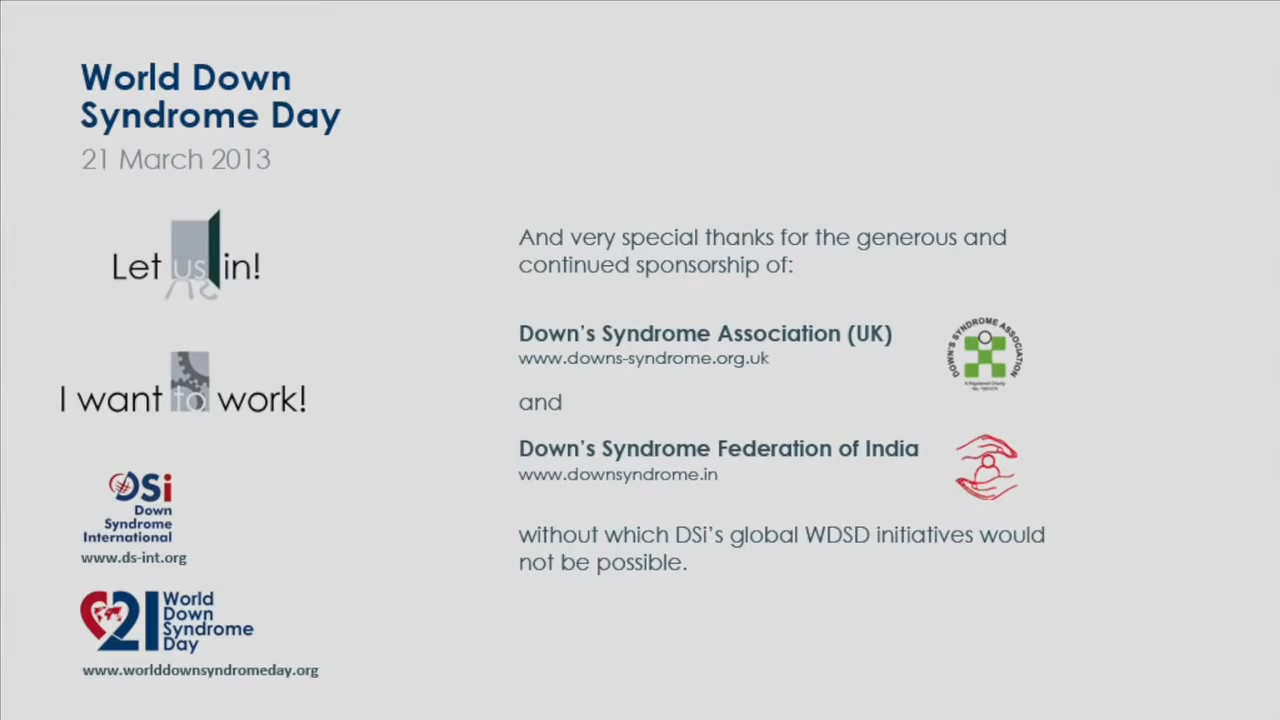 World Down
Syndrome Day
21 March 2013
Let us in!
I want to work!
DSi
Down
Syndrome
International
www.ds-int.org
21 World
Down
Syndrome
Day
www.worlddownsyndromeday.org
And very special thanks for the generous and
continued sponsorship of:
Down's Syndrome Association (UK)
www.downs-syndrome.org.uk
DOWN'S SYNDROME ASSOCIATION
A Registered Charity
and
Down's Syndrome Federation of India
www.downsyndrome.in
without which DSi's global WDSD initiatives would
not be possible.